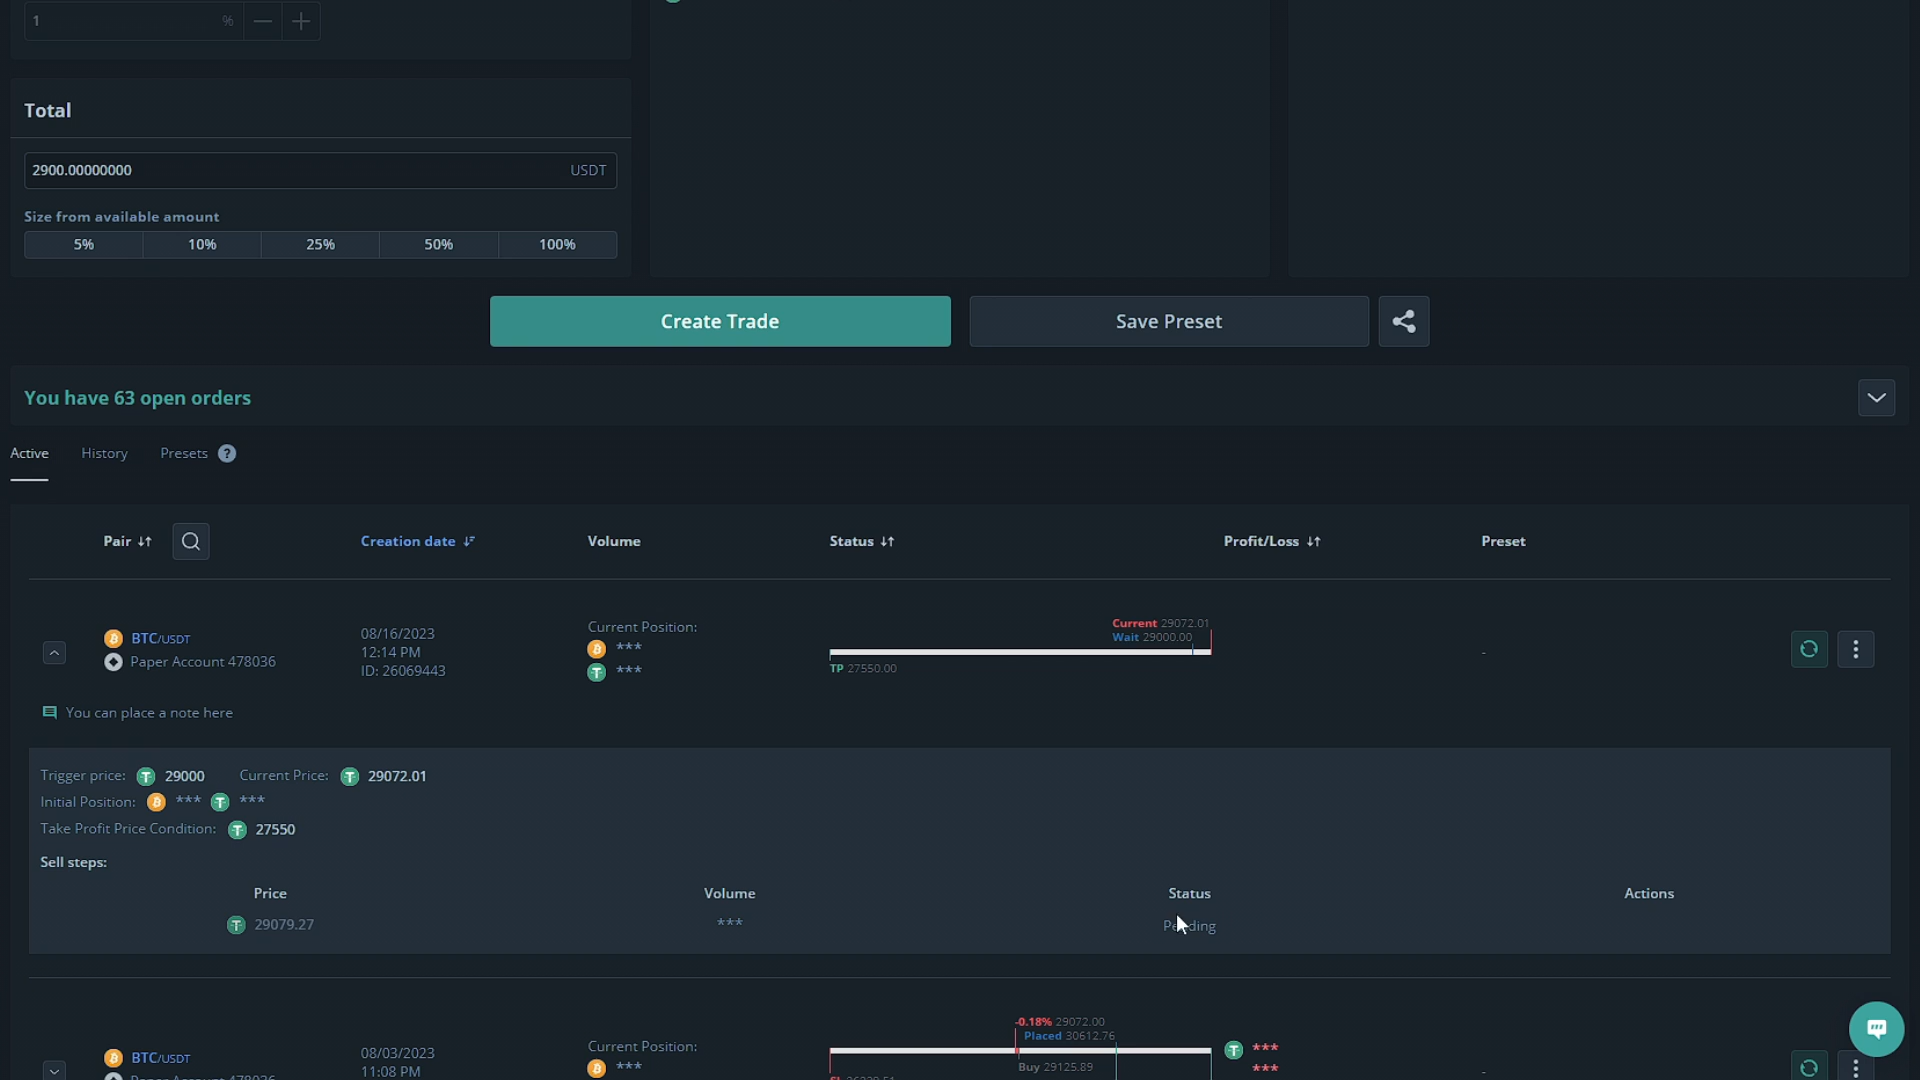 1 %
Total
2900.00000000 USDT
Size from available amount
5% 10% 25% 50% 100%
Create Trade Save Preset
You have 63 open orders
Active History Presets ?
Pair Creation date Volume Status Profit/Loss Preset
BTC/USDT
Paper Account 478036
08/16/2023
12:14 PM
ID: 26069443
Current Position:
***
***
Current 29072.01
Wait 29000.00
TP 27550.00
-
You can place a note here
Trigger price: 29000 Current Price: 29072.01
Initial Position: *** ***
Take Profit Price Condition: 27550
Sell steps:
Price Volume Status Actions
29079.27 *** Pending
BTC/USDT
Paper Account 478036
08/03/2023
11:08 PM
Current Position:
***
-0.18% 29072.00
Placed 30612.76
Buy 29125.89
***
***
-